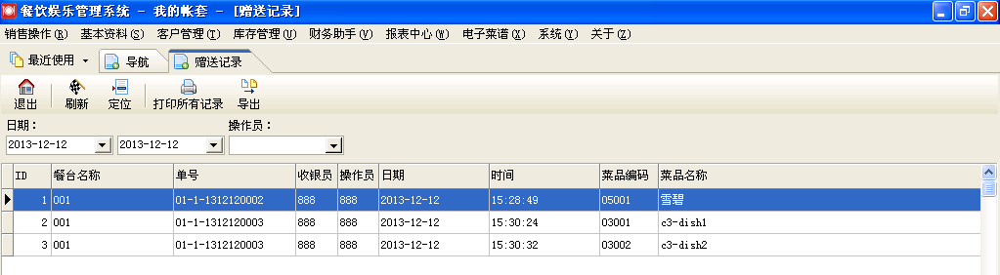 餐饮娱乐管理系统 - 我的帐套 - [赠送记录]
销售操作(R) 基本资料(S) 客户管理(T) 库存管理(U) 财务助手(V) 报表中心(W) 电子菜谱(X) 系统(Y) 关于(Z)
最近使用 导航 赠送记录
退出 刷新 定位 打印所有记录 导出
日期： 操作员：
2013-12-12 2013-12-12
ID 餐台名称 单号 收银员 操作员 日期 时间 菜品编码 菜品名称
1 001 01-1-1312120002 888 888 2013-12-12 15:28:49 05001 雪碧
2 001 01-1-1312120003 888 888 2013-12-12 15:30:24 03001 c3-dish1
3 001 01-1-1312120003 888 888 2013-12-12 15:30:32 03002 c3-dish2